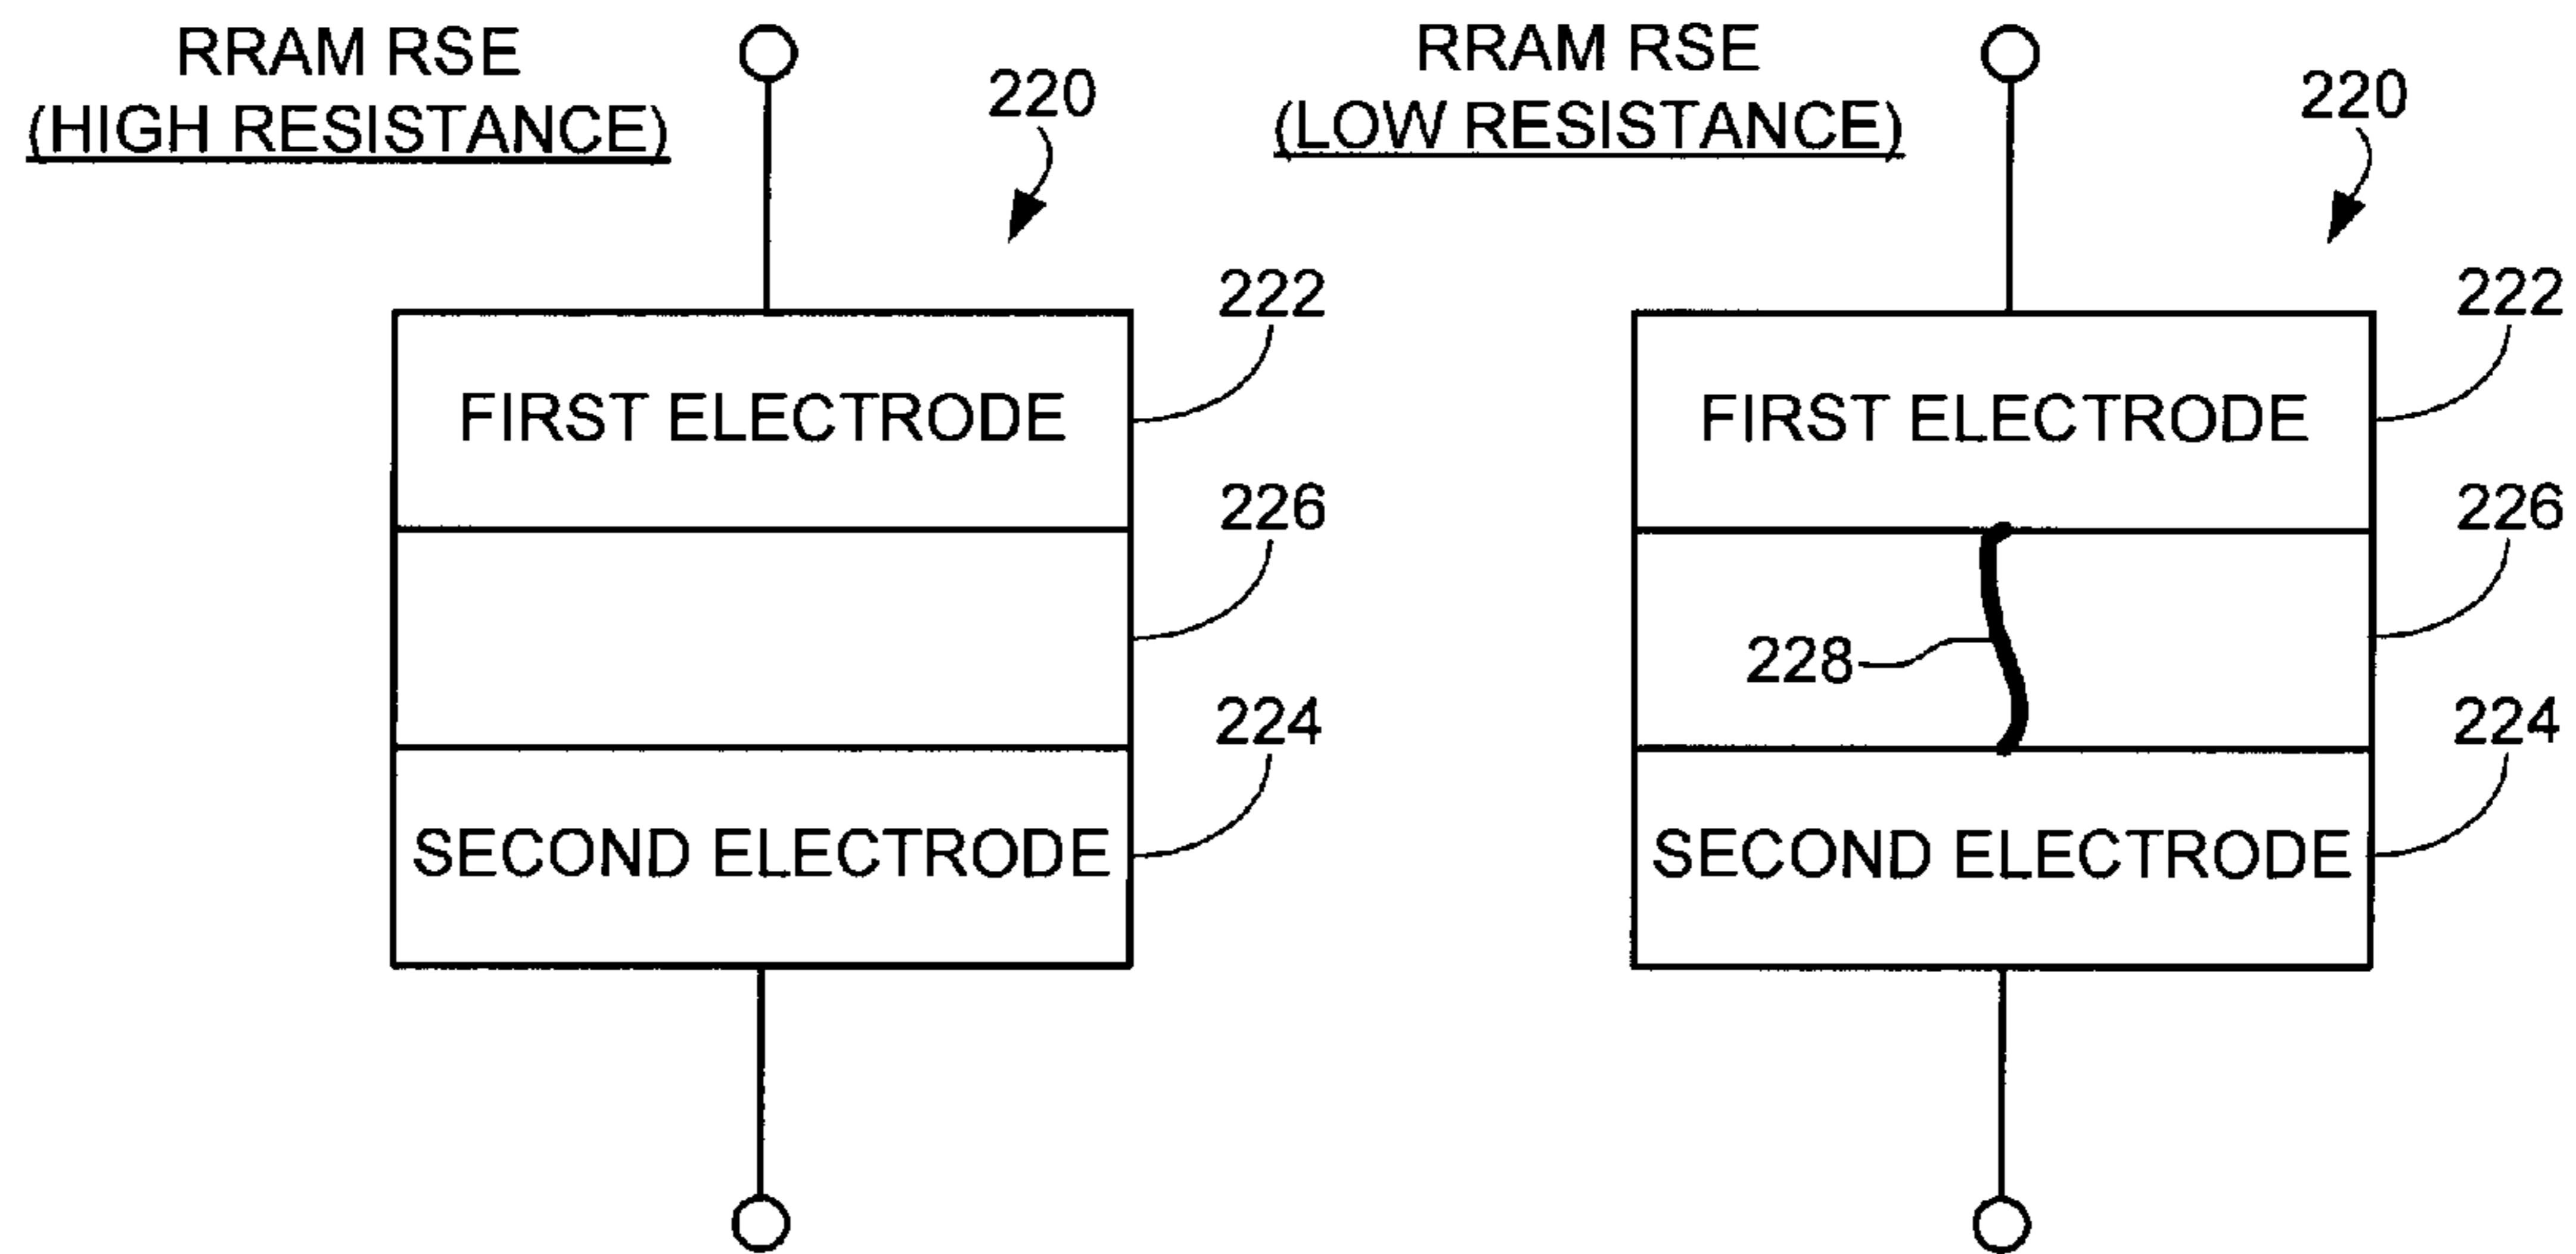 RRAM RSE
(HIGH RESISTANCE)
220
222
FIRST ELECTRODE
226
224
SECOND ELECTRODE
RRAM RSE
(LOW RESISTANCE)
220
222
FIRST ELECTRODE
226
228
224
SECOND ELECTRODE